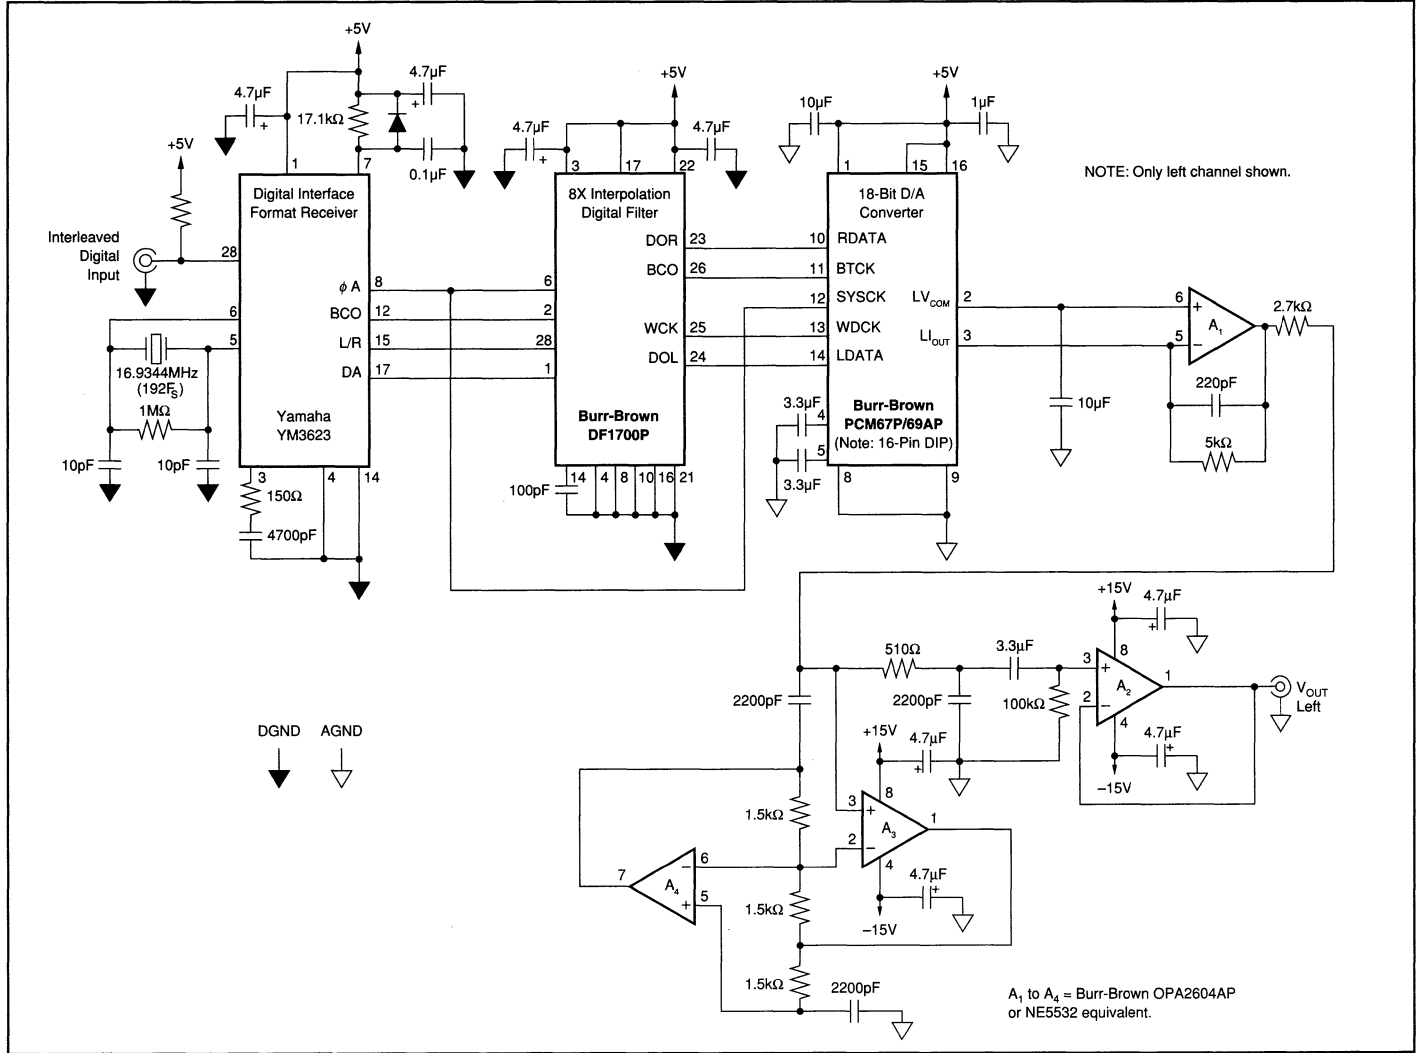 +5V
4.7µF
4.7µF
17.1kΩ
0.1µF
+5V
1
7
Digital Interface
Format Receiver
Interleaved
Digital
Input
28
6
5
16.9344MHz
(192FS)
1MΩ
10pF
10pF
φ A
8
BCO
12
L/R
15
DA
17
Yamaha
YM3623
3
4
14
150Ω
4700pF
+5V
4.7µF
4.7µF
3
17
22
8X Interpolation
Digital Filter
DOR
23
BCO
26
WCK
25
DOL
24
6
2
28
1
Burr-Brown
DF1700P
14
4
8
10
16
21
100pF
+5V
10µF
1µF
1
15
16
18-Bit D/A
Converter
10
RDATA
11
BTCK
12
SYSCK
13
WDCK
14
LDATA
LVCOM
2
LIOUT
3
3.3µF
4
5
3.3µF
Burr-Brown
PCM67P/69AP
(Note: 16-Pin DIP)
8
9
NOTE: Only left channel shown.
10µF
6
+
5
–
A1
2.7kΩ
220pF
5kΩ
+15V
4.7µF
510Ω
3.3µF
3
+
8
A2
1
2
–
4
VOUT
Left
2200pF
2200pF
100kΩ
4.7µF
–15V
+15V
4.7µF
DGND
AGND
1.5kΩ
3
+
8
A3
1
2
–
4
4.7µF
–15V
7
A4
–
6
+
5
1.5kΩ
1.5kΩ
2200pF
A1 to A4 = Burr-Brown OPA2604AP
or NE5532 equivalent.